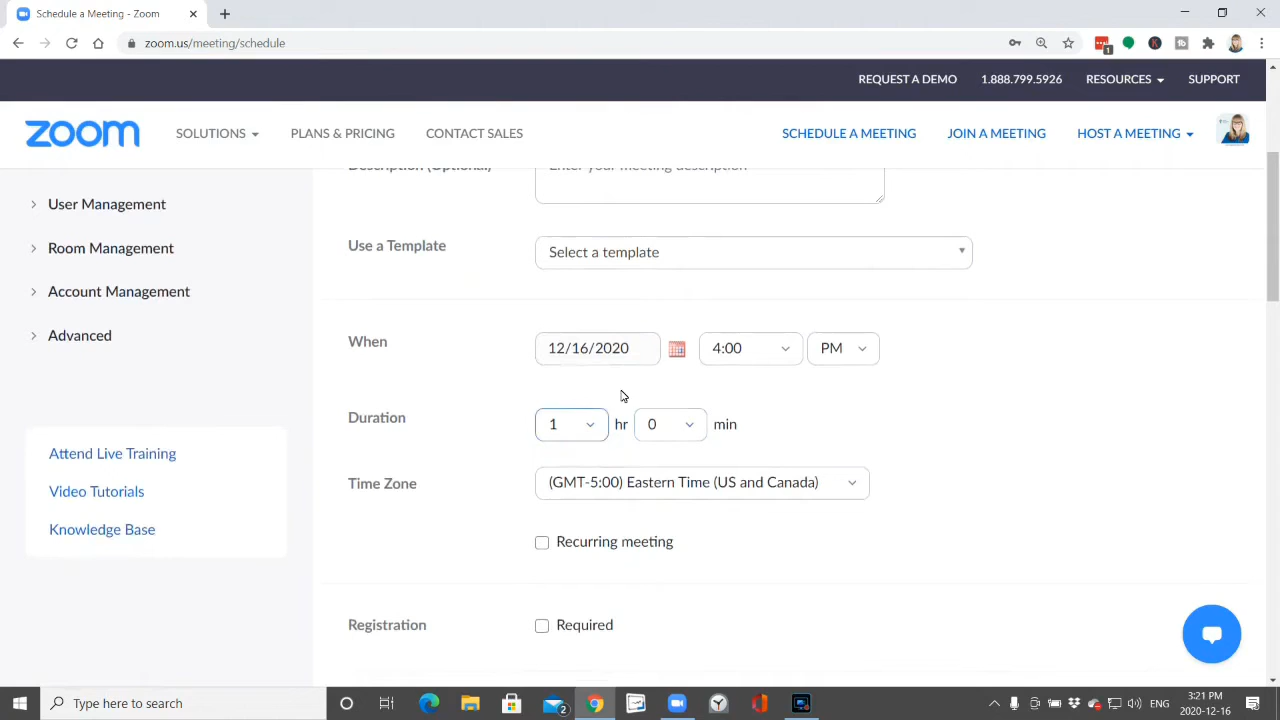 Schedule a Meeting - Zoom
zoom.us/meeting/schedule
1
REQUEST A DEMO 1.888.799.5926 RESOURCES SUPPORT
zoom SOLUTIONS PLANS & PRICING CONTACT SALES SCHEDULE A MEETING JOIN A MEETING HOST A MEETING
User Management
Room Management
Account Management
Advanced
Attend Live Training
Video Tutorials
Knowledge Base
Description (Optional) Enter your meeting description
Use a Template Select a template
When 12/16/2020 4:00 PM
Duration 1 hr 0 min
Time Zone (GMT-5:00) Eastern Time (US and Canada)
Recurring meeting
Registration Required
Type here to search
2
ENG
3:21 PM
2020-12-16